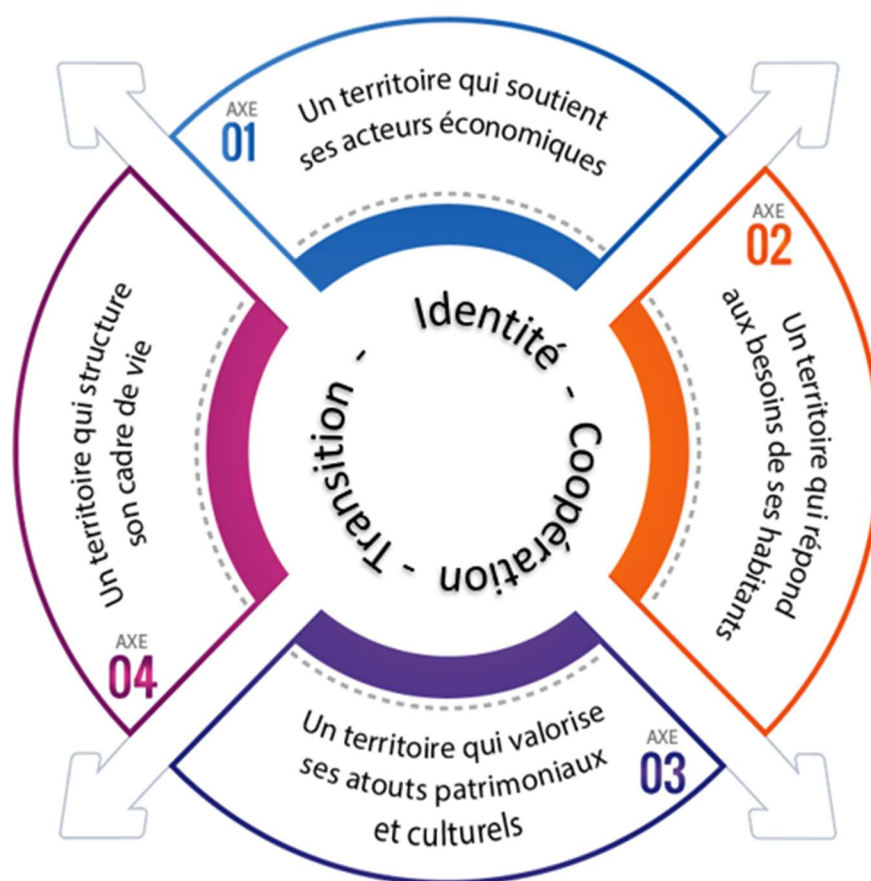 AXE
01
Un territoire qui soutient
ses acteurs économiques
AXE
02
Un territoire qui répond
aux besoins de ses habitants
AXE
03
Un territoire qui valorise
ses atouts patrimoniaux
et culturels
AXE
04
Un territoire qui structure
son cadre de vie
Identité - Coopération - Transition -